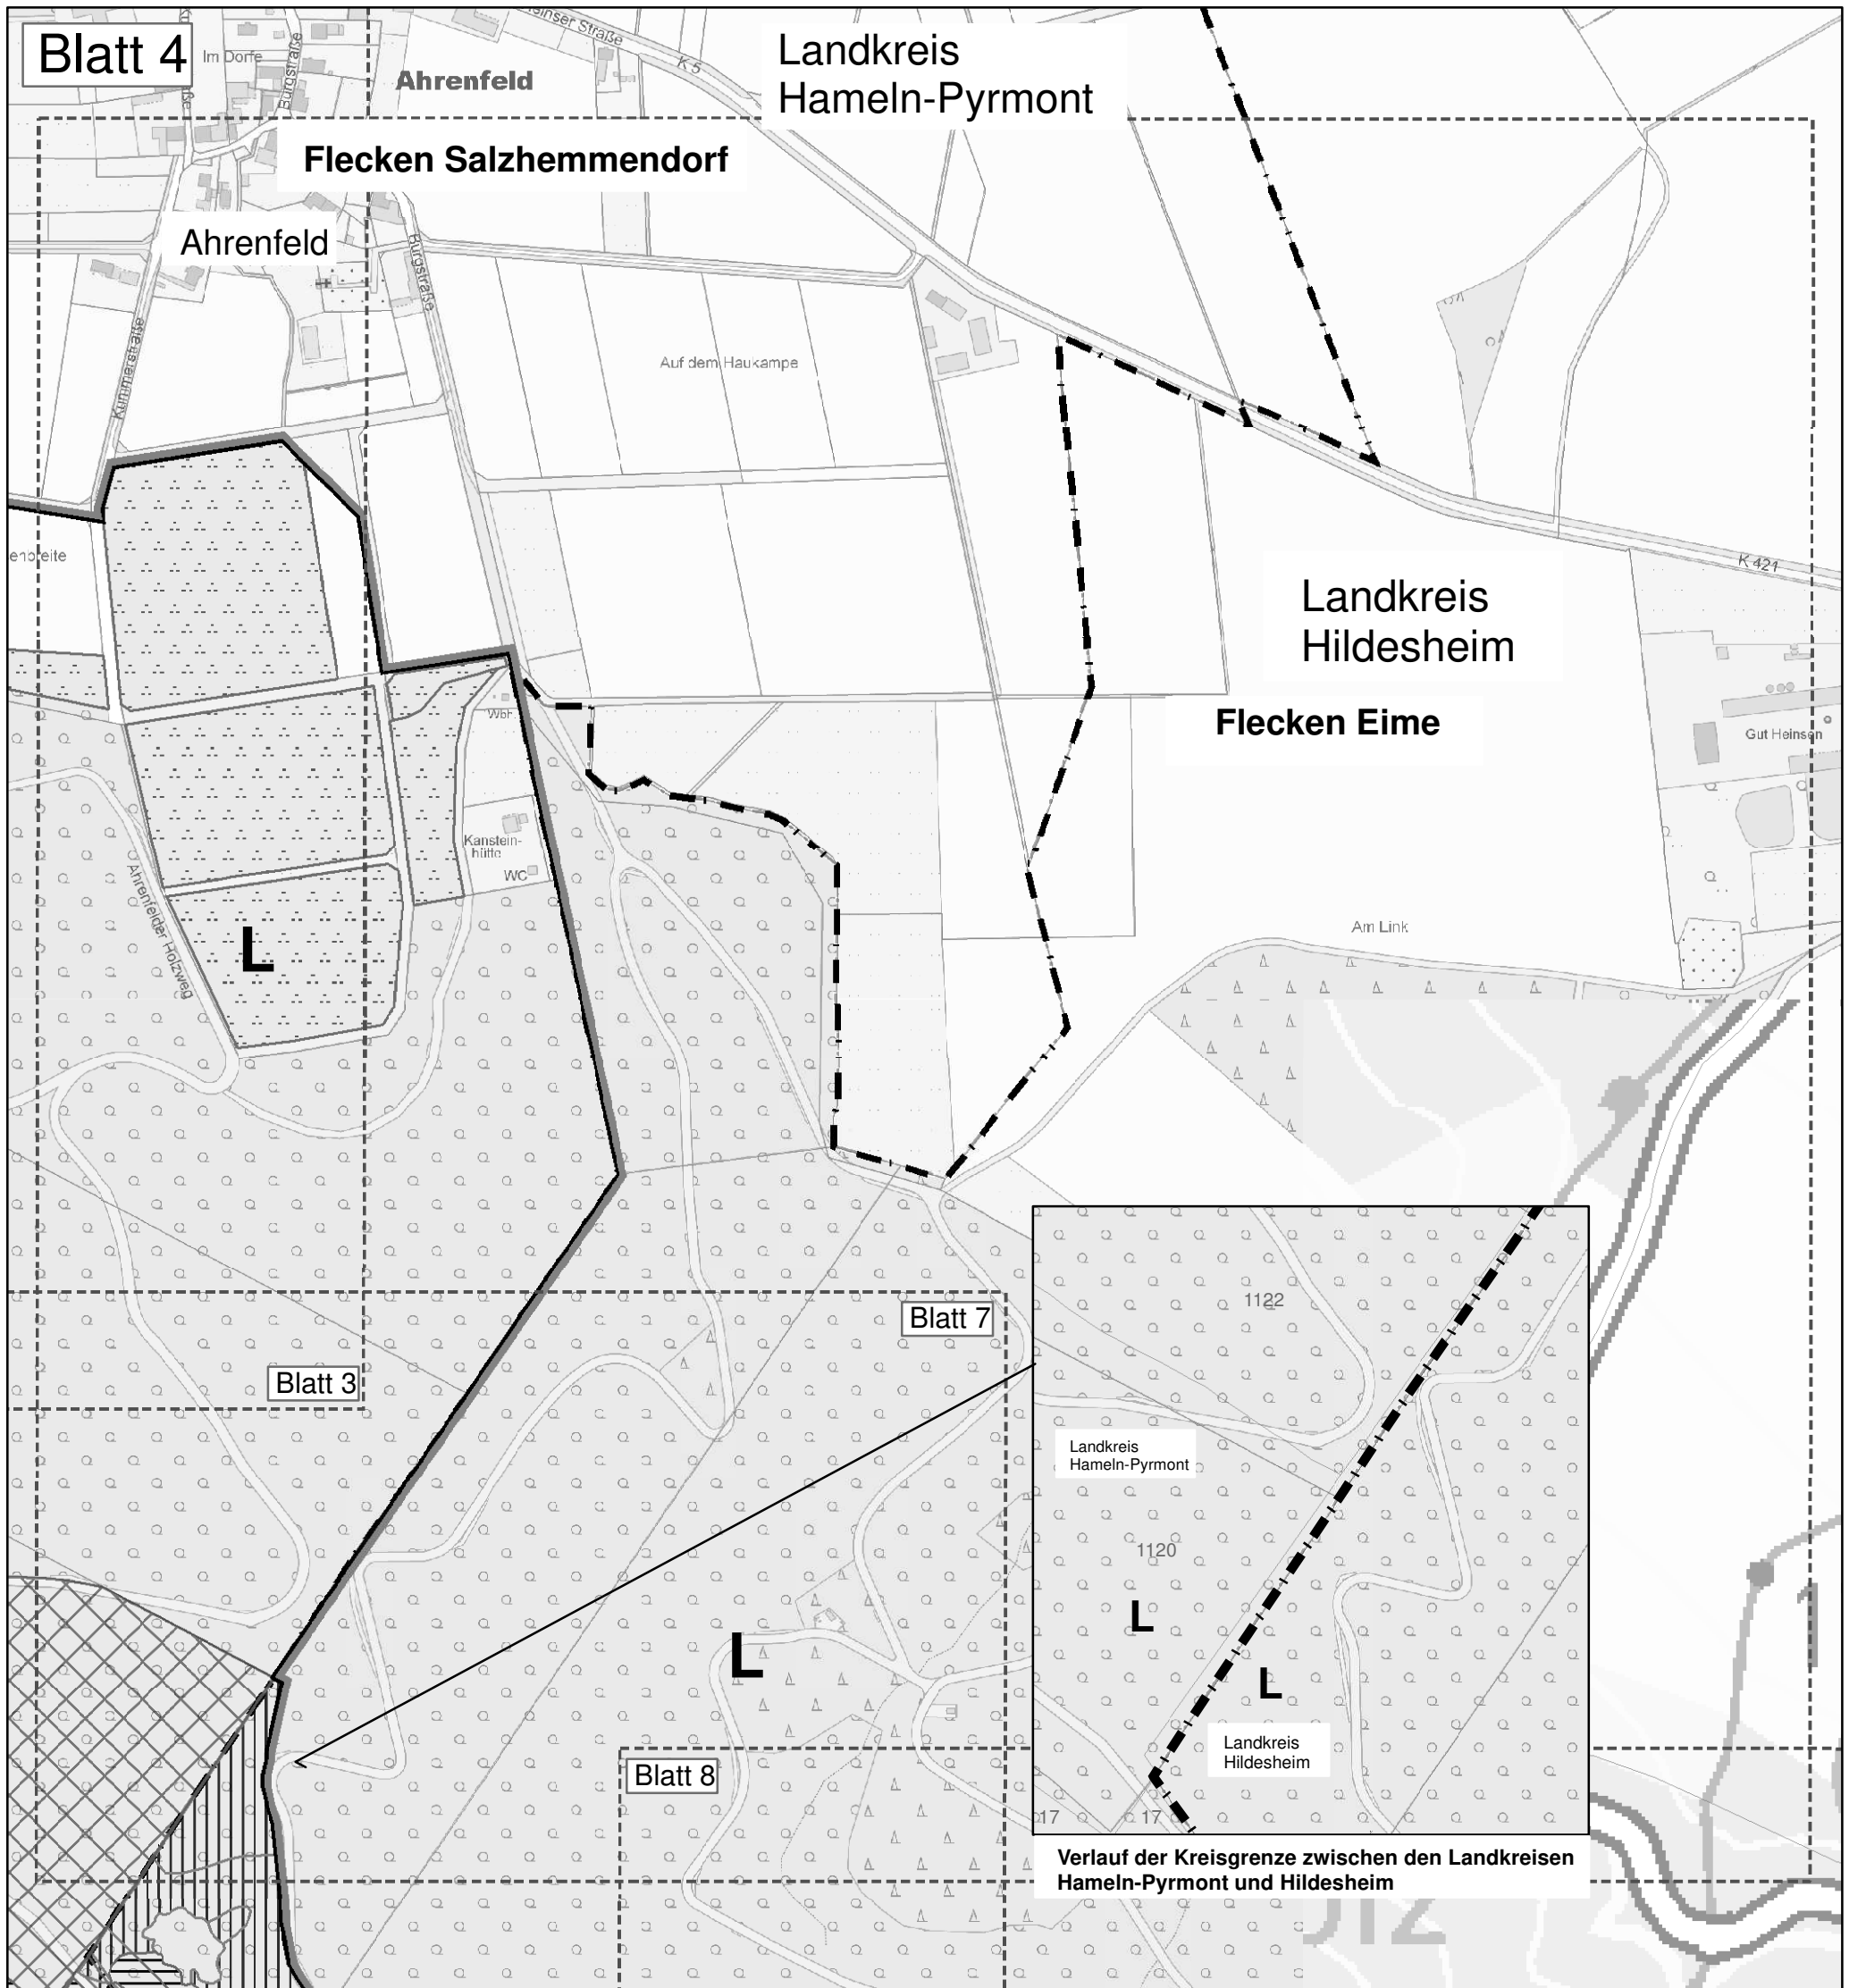 Blatt 4
Im Dorfe
Burgstraße
Ahrenfeld
K 5
Landkreis
Hameln-Pyrmont
Flecken Salzhemmendorf
Ahrenfeld
Burgstraße
Kummerstraße
Auf dem Haukampe
K 421
Landkreis
Hildesheim
Flecken Eime
Gut Heinsen
Wbh.
Kanstein-
hütte
WC
Ahrenfelder Holzweg
L
Am Link
Blatt 7
Blatt 3
1122
Landkreis
Hameln-Pyrmont
1120
L
L
L
Landkreis
Hildesheim
Blatt 8
17
17
Verlauf der Kreisgrenze zwischen den Landkreisen
Hameln-Pyrmont und Hildesheim